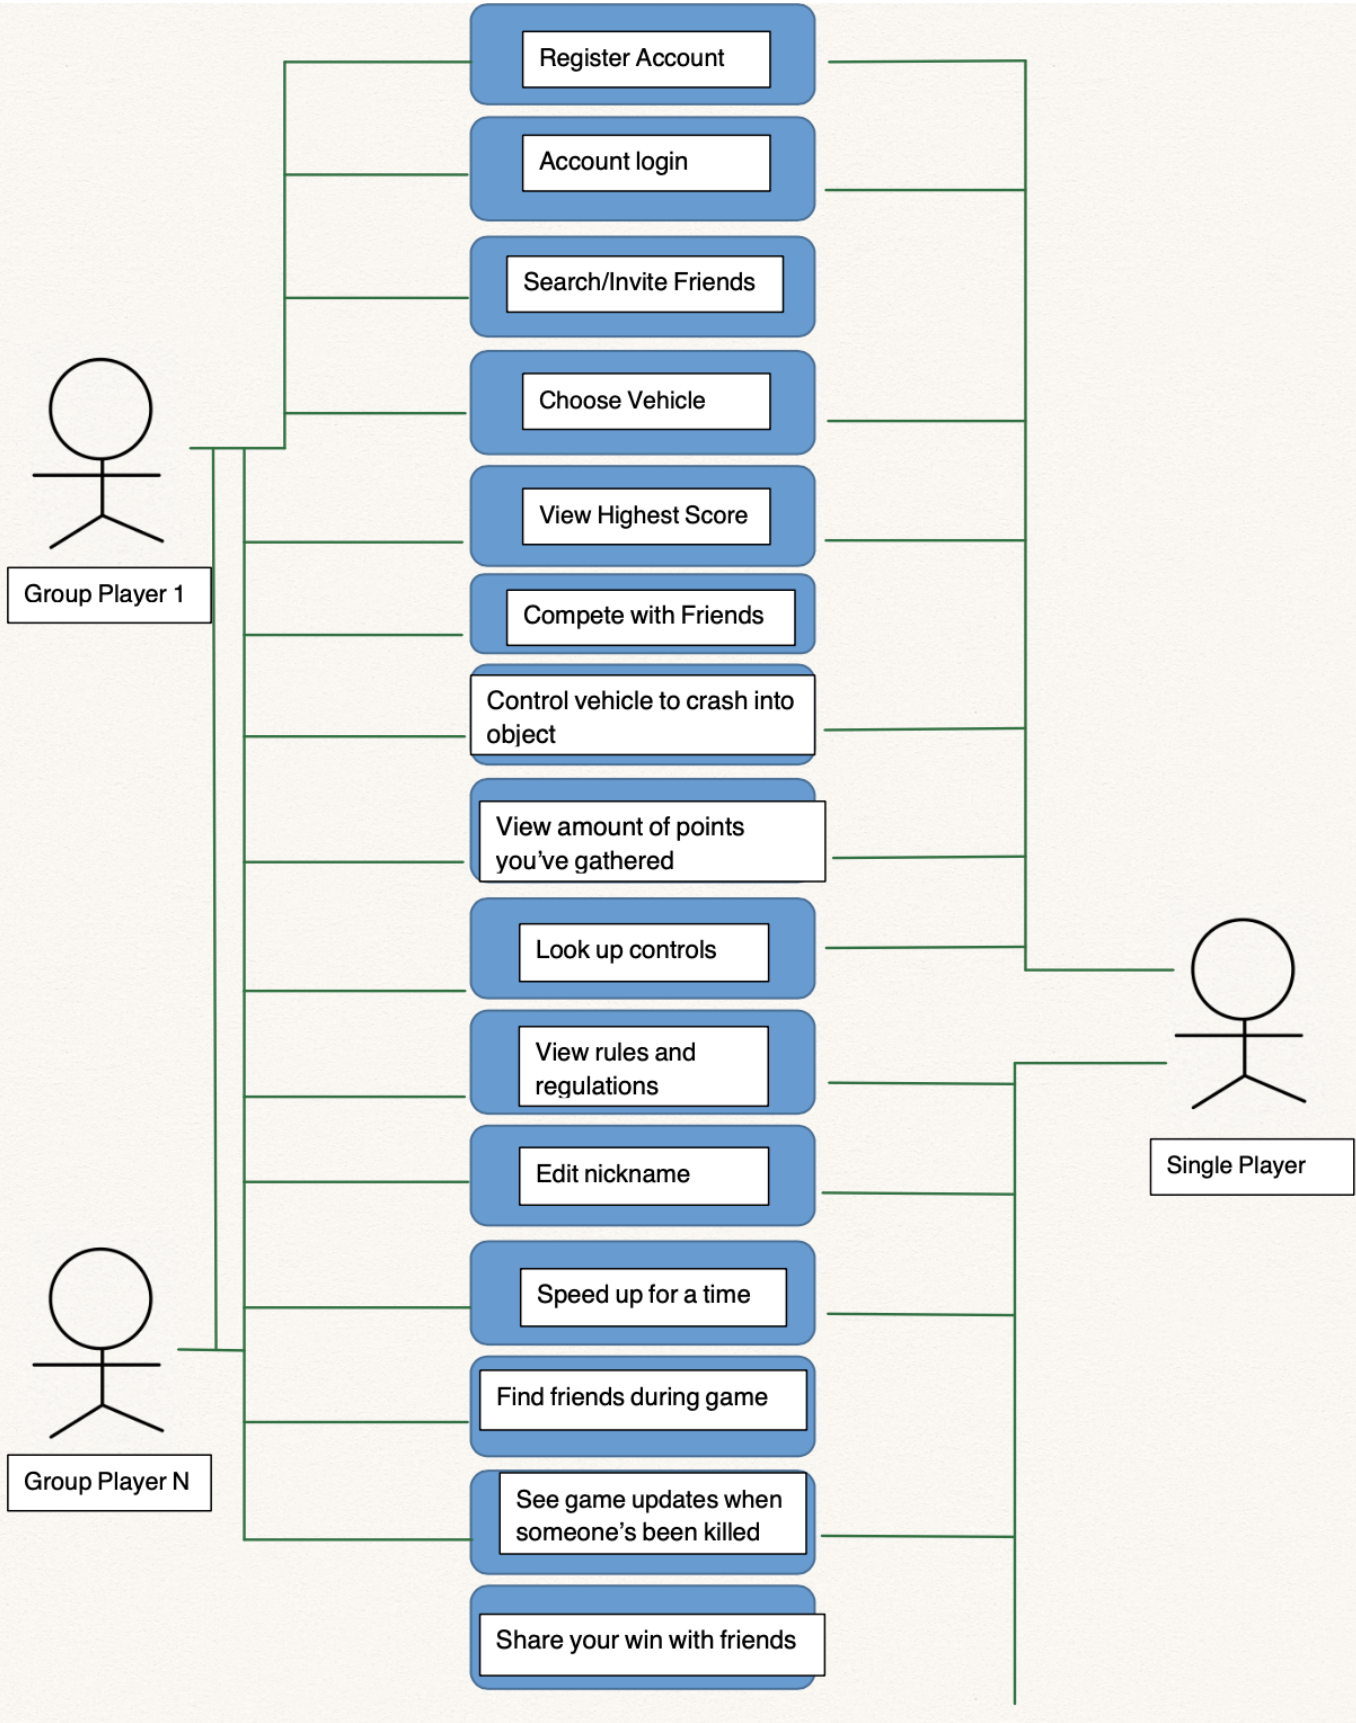 Register Account
Account login
Search/Invite Friends
Choose Vehicle
View Highest Score
Group Player 1
Compete with Friends
Control vehicle to crash into
object
View amount of points
you've gathered
Look up controls
View rules and
regulations
Edit nickname
Single Player
Speed up for a time
Find friends during game
Group Player N
See game updates when
someone's been killed
Share your win with friends